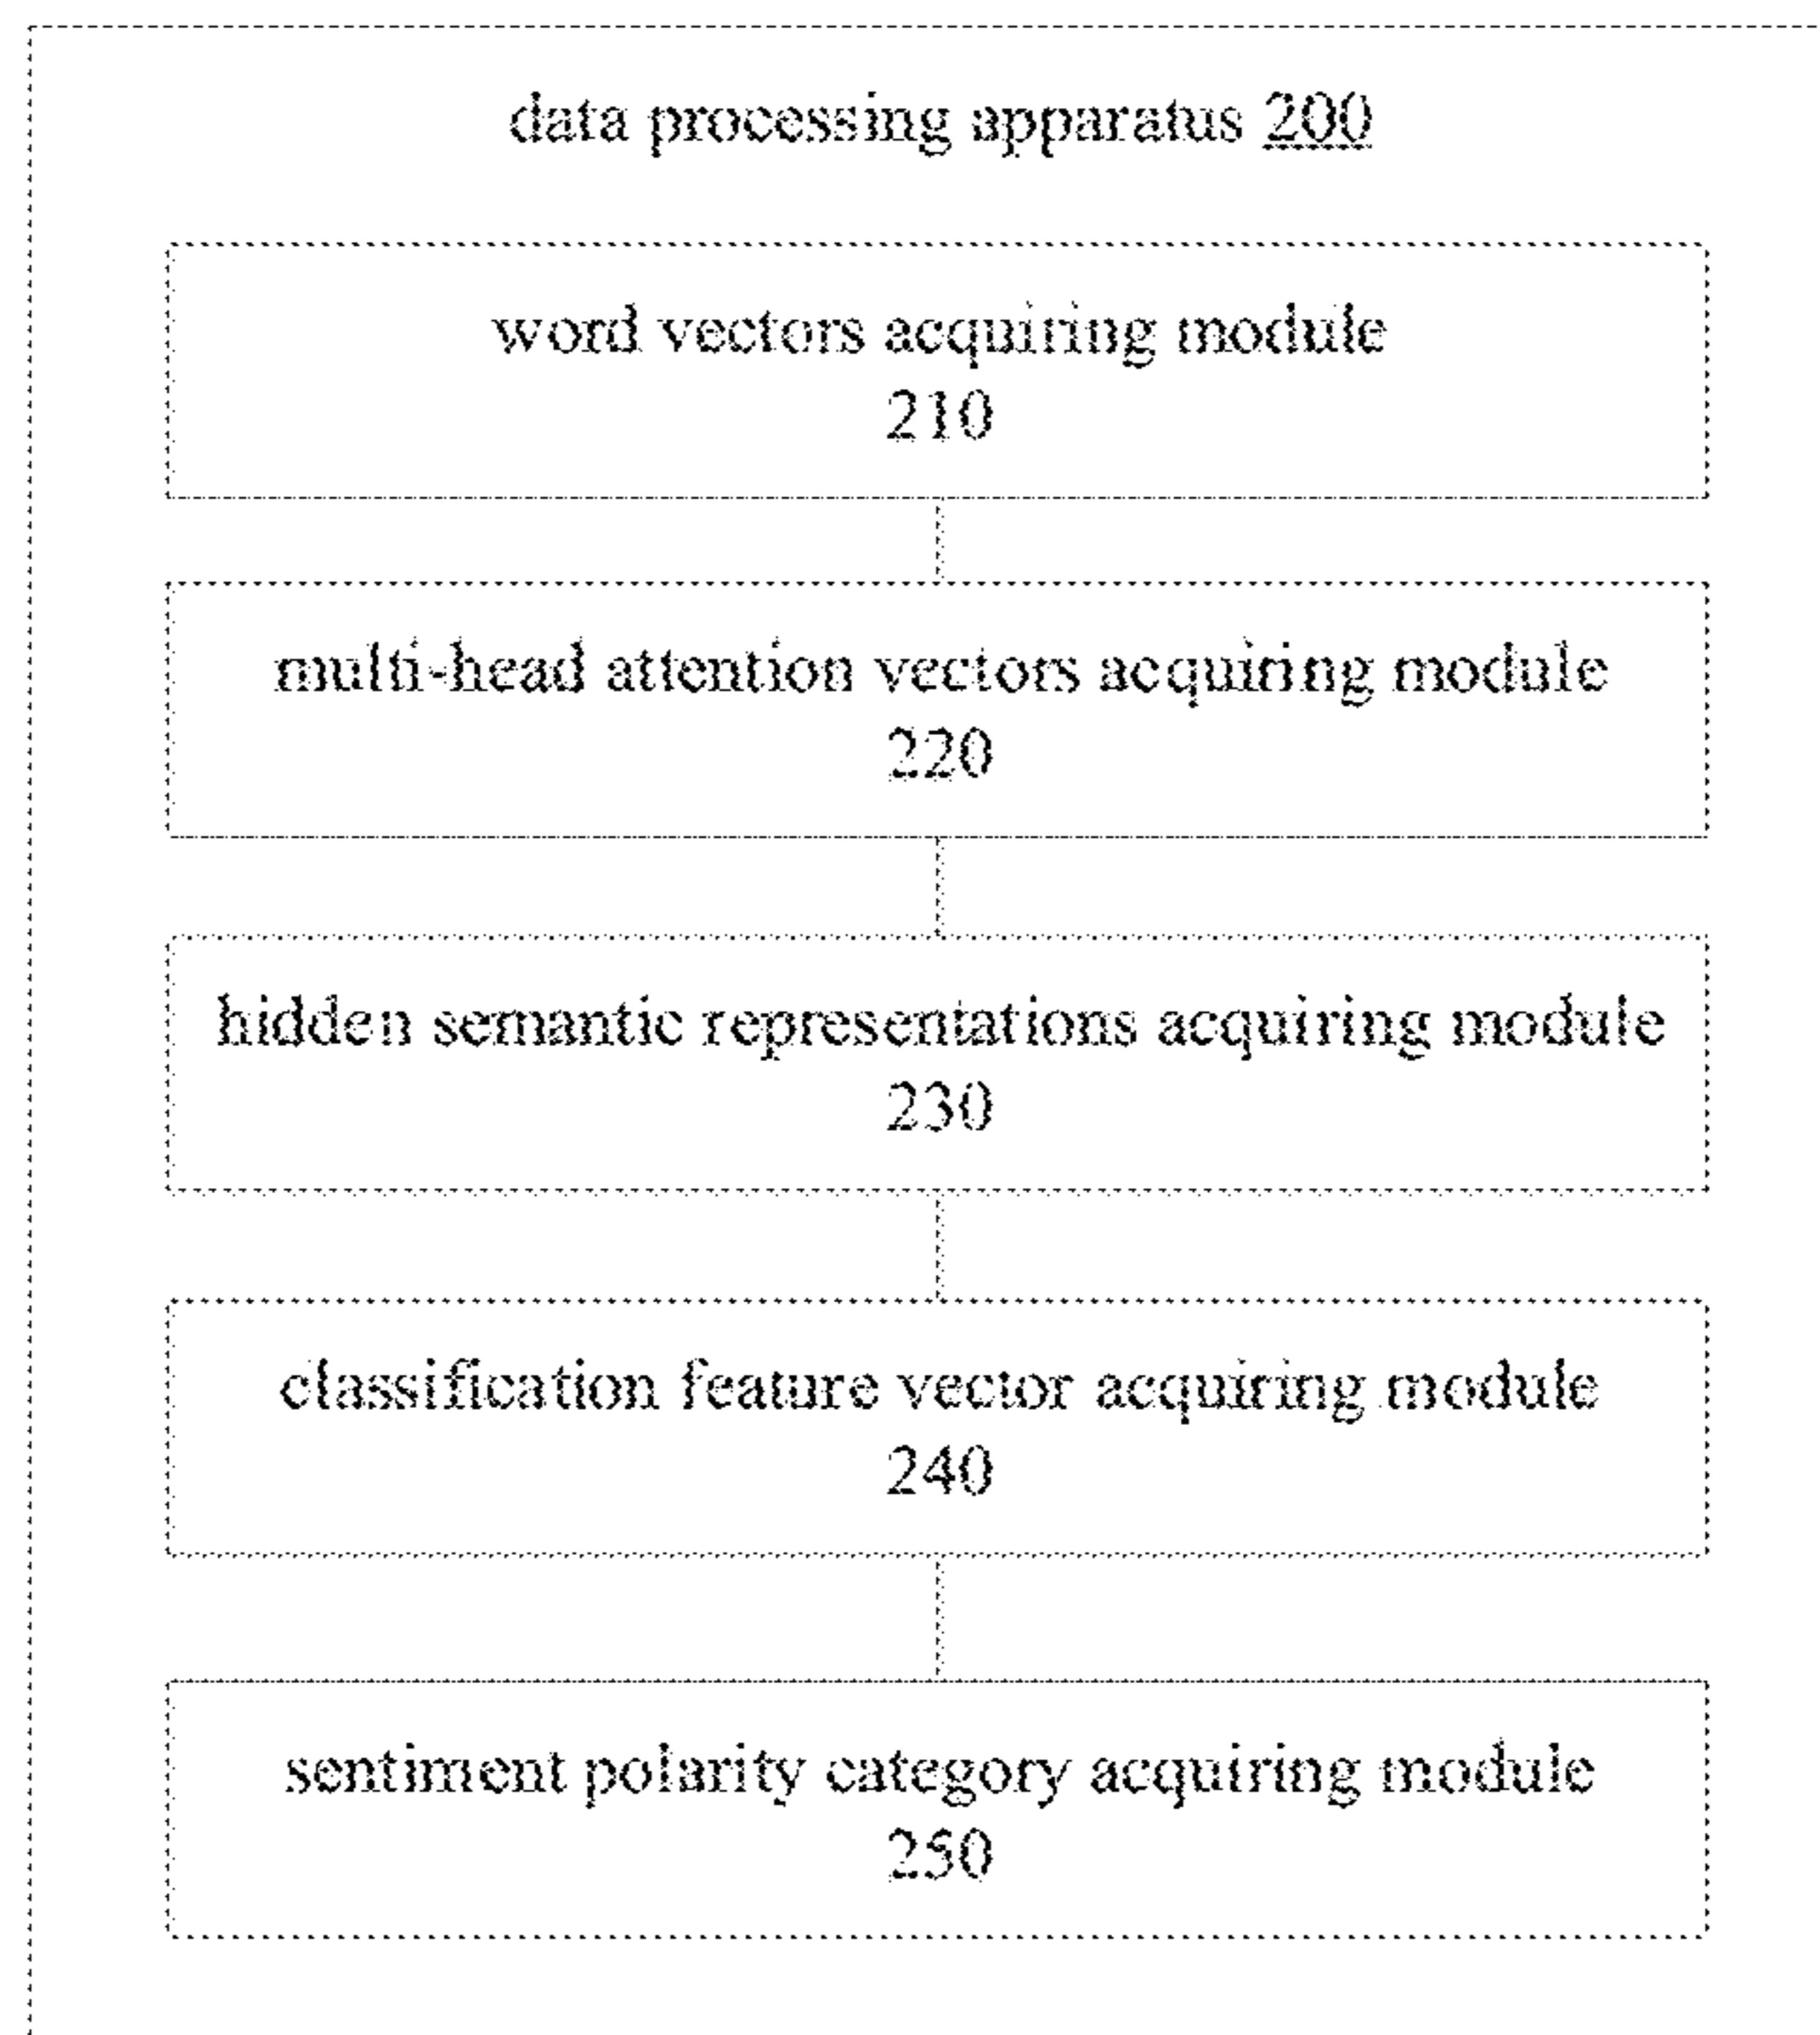 data processing apparatus 200
word vectors acquiring module
210
multi-head attention vectors acquiring module
220
hidden semantic representations acquiring module
230
classification feature vector acquiring module
240
sentiment polarity category acquiring module
250